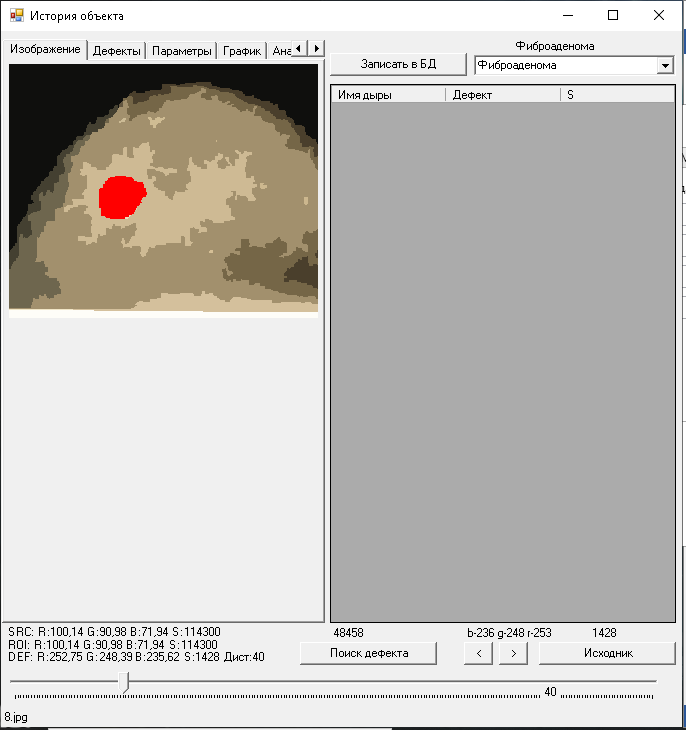 История объекта
Изображение Дефекты Параметры График Ана
Фиброаденома
Записать в БД Фиброаденома
Имя дыры Дефект S
SRC: R:100,14 G:90,98 B:71,94 S:114300
ROI: R:100,14 G:90,98 B:71,94 S:114300
DEF: R:252,75 G:248,39 B:235,62 S:1428 Дист:40
48458 b-236 g-248 r-253 1428
Поиск дефекта < > Исходник
40
8.jpg